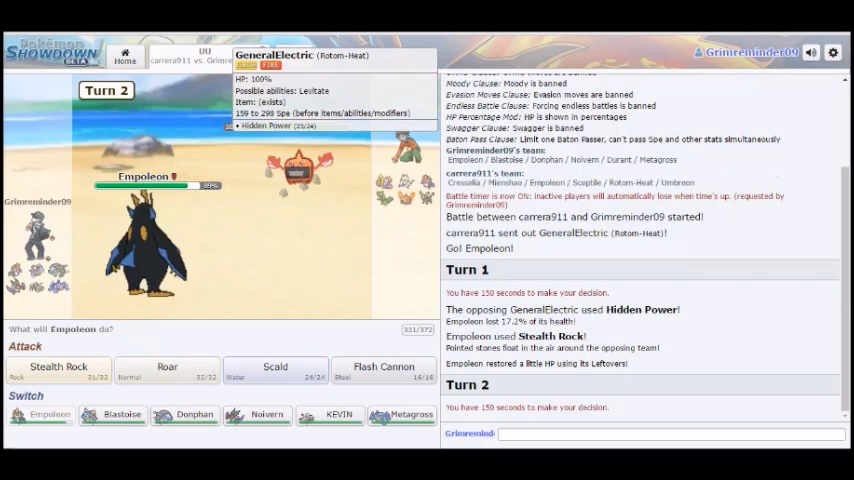 Pokémon
SHOWDOWN!
BETA
Home
UU
carrera911 vs. Grimre
GeneralElectric (Rotom-Heat)
FIRE
HP: 100%
Possible abilities: Levitate
Item: (exists)
159 to 298 Spe (before items/abilities/modifiers)
• Hidden Power (23/24)
Grimreminder09
Turn 2
Empoleon
89%
Grimreminder09
What will Empoleon do?
331/372
Attack
Stealth Rock
Rock 31/32
Roar
Normal 32/32
Scald
Water 24/24
Flash Cannon
Steel 16/16
Switch
Empoleon
Blastoise
Donphan
Noivern
KEVIN
Metagross
Moody Clause: Moody is banned
Evasion Moves Clause: Evasion moves are banned
Endless Battle Clause: Forcing endless battles is banned
HP Percentage Mod: HP is shown in percentages
Swagger Clause: Swagger is banned
Baton Pass Clause: Limit one Baton Passer, can't pass Spe and other stats simultaneously
Grimreminder09's team:
Empoleon / Blastoise / Donphan / Noivern / Durant / Metagross
carrera911's team:
Cresselia / Mienshao / Empoleon / Sceptile / Rotom-Heat / Umbreon
Battle timer is now ON: inactive players will automatically lose when time's up. (requested by
Grimreminder09)
Battle between carrera911 and Grimreminder09 started!
carrera911 sent out GeneralElectric (Rotom-Heat)!
Go! Empoleon!
Turn 1
You have 150 seconds to make your decision.
The opposing GeneralElectric used Hidden Power!
Empoleon lost 17.2% of its health!
Empoleon used Stealth Rock!
Pointed stones float in the air around the opposing team!
Empoleon restored a little HP using its Leftovers!
Turn 2
You have 150 seconds to make your decision.
Grimremind